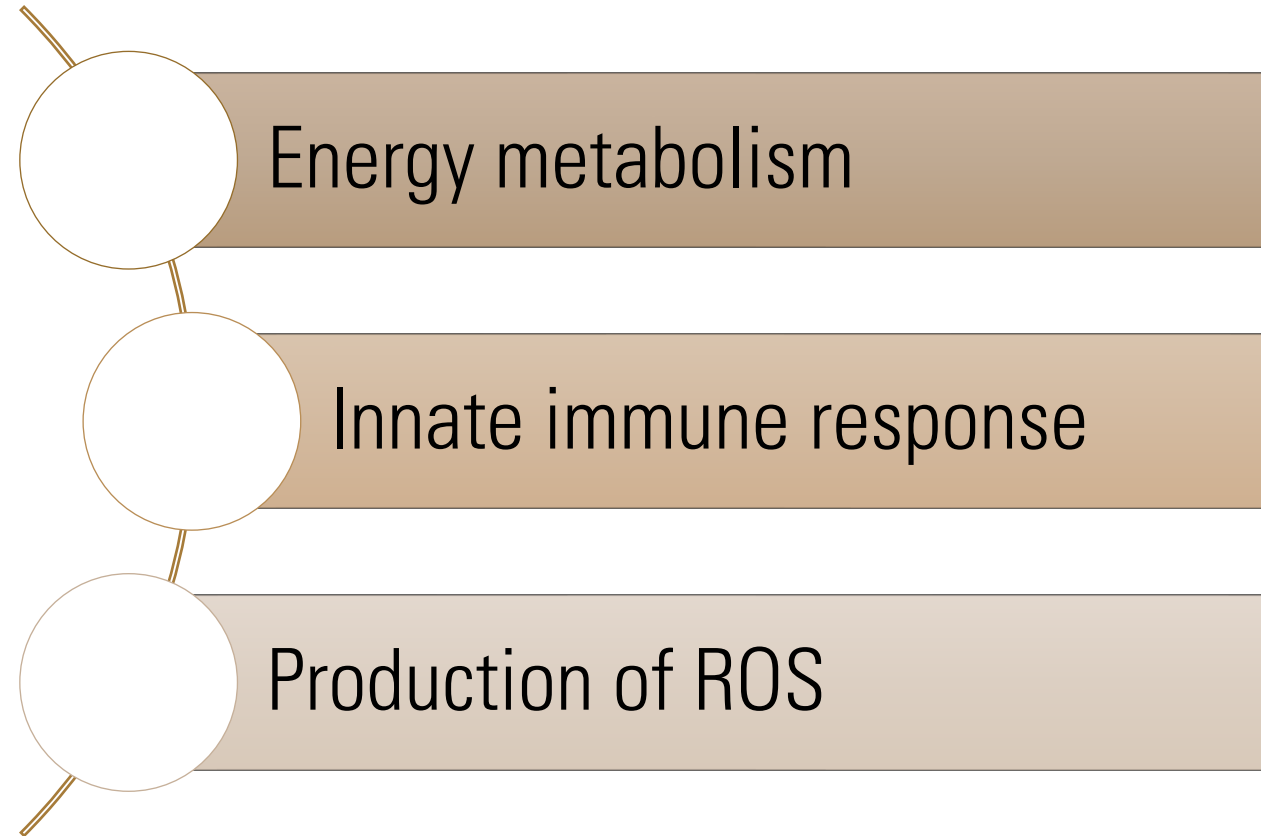 Energy metabolism
Innate immune response
Production of ROS